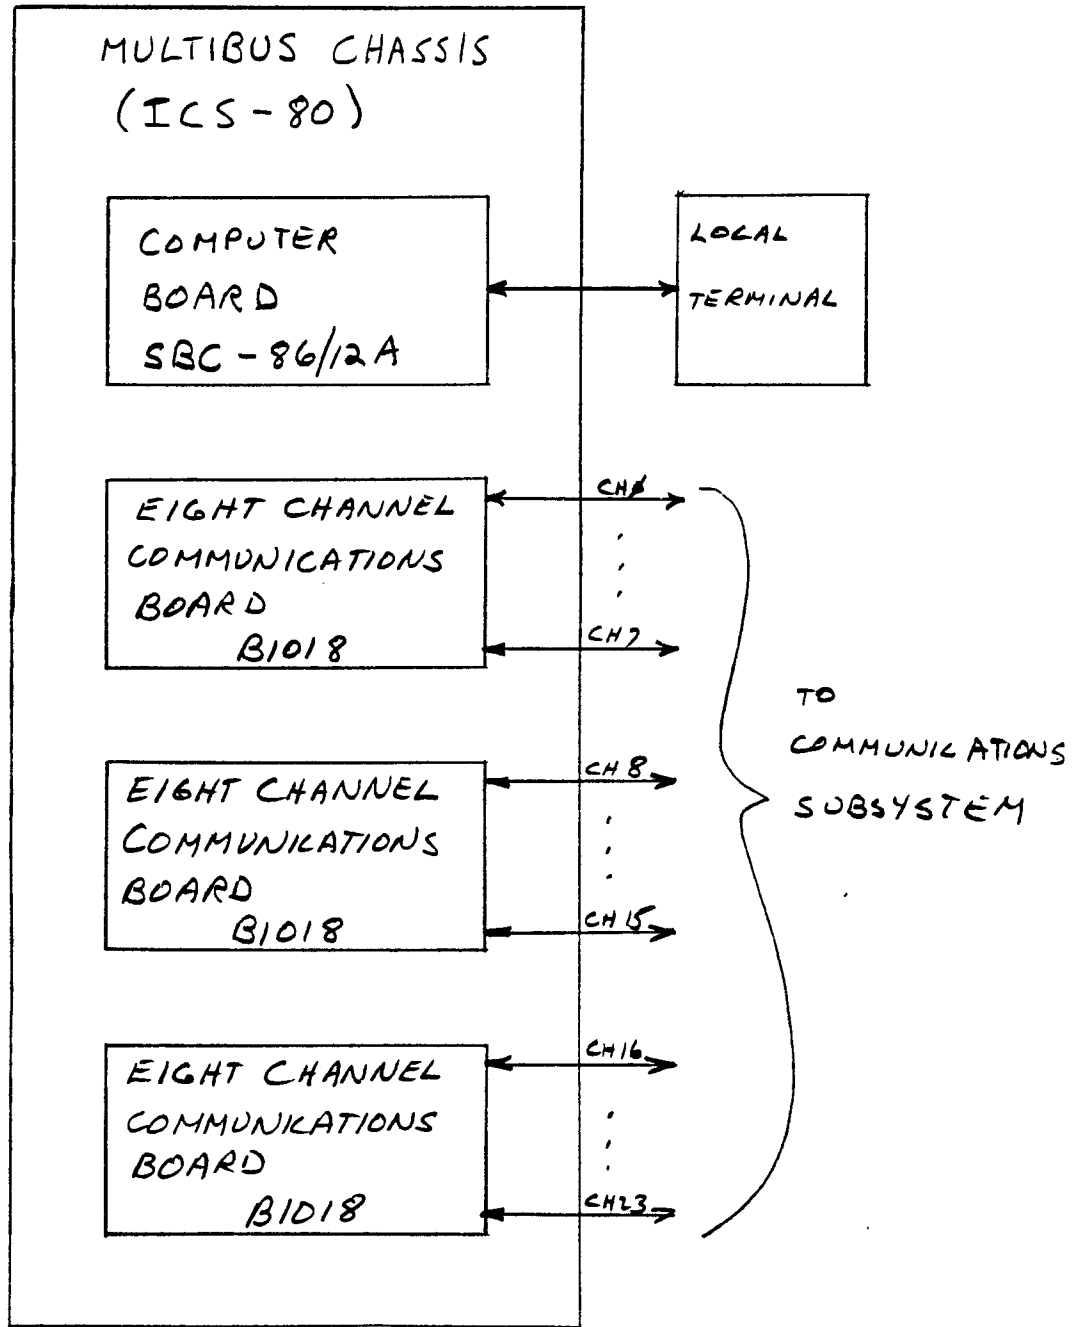 MULTIBUS CHASSIS
(ICS-80)
COMPUTER
BOARD
SBC-86/12A
LOCAL
TERMINAL
EIGHT CHANNEL
COMMUNICATIONS
BOARD
B1018
CHØ
CH7
EIGHT CHANNEL
COMMUNICATIONS
BOARD
B1018
CH8
CH15
EIGHT CHANNEL
COMMUNICATIONS
BOARD
B1018
CH16
CH23
TO
COMMUNICATIONS
SUBSYSTEM